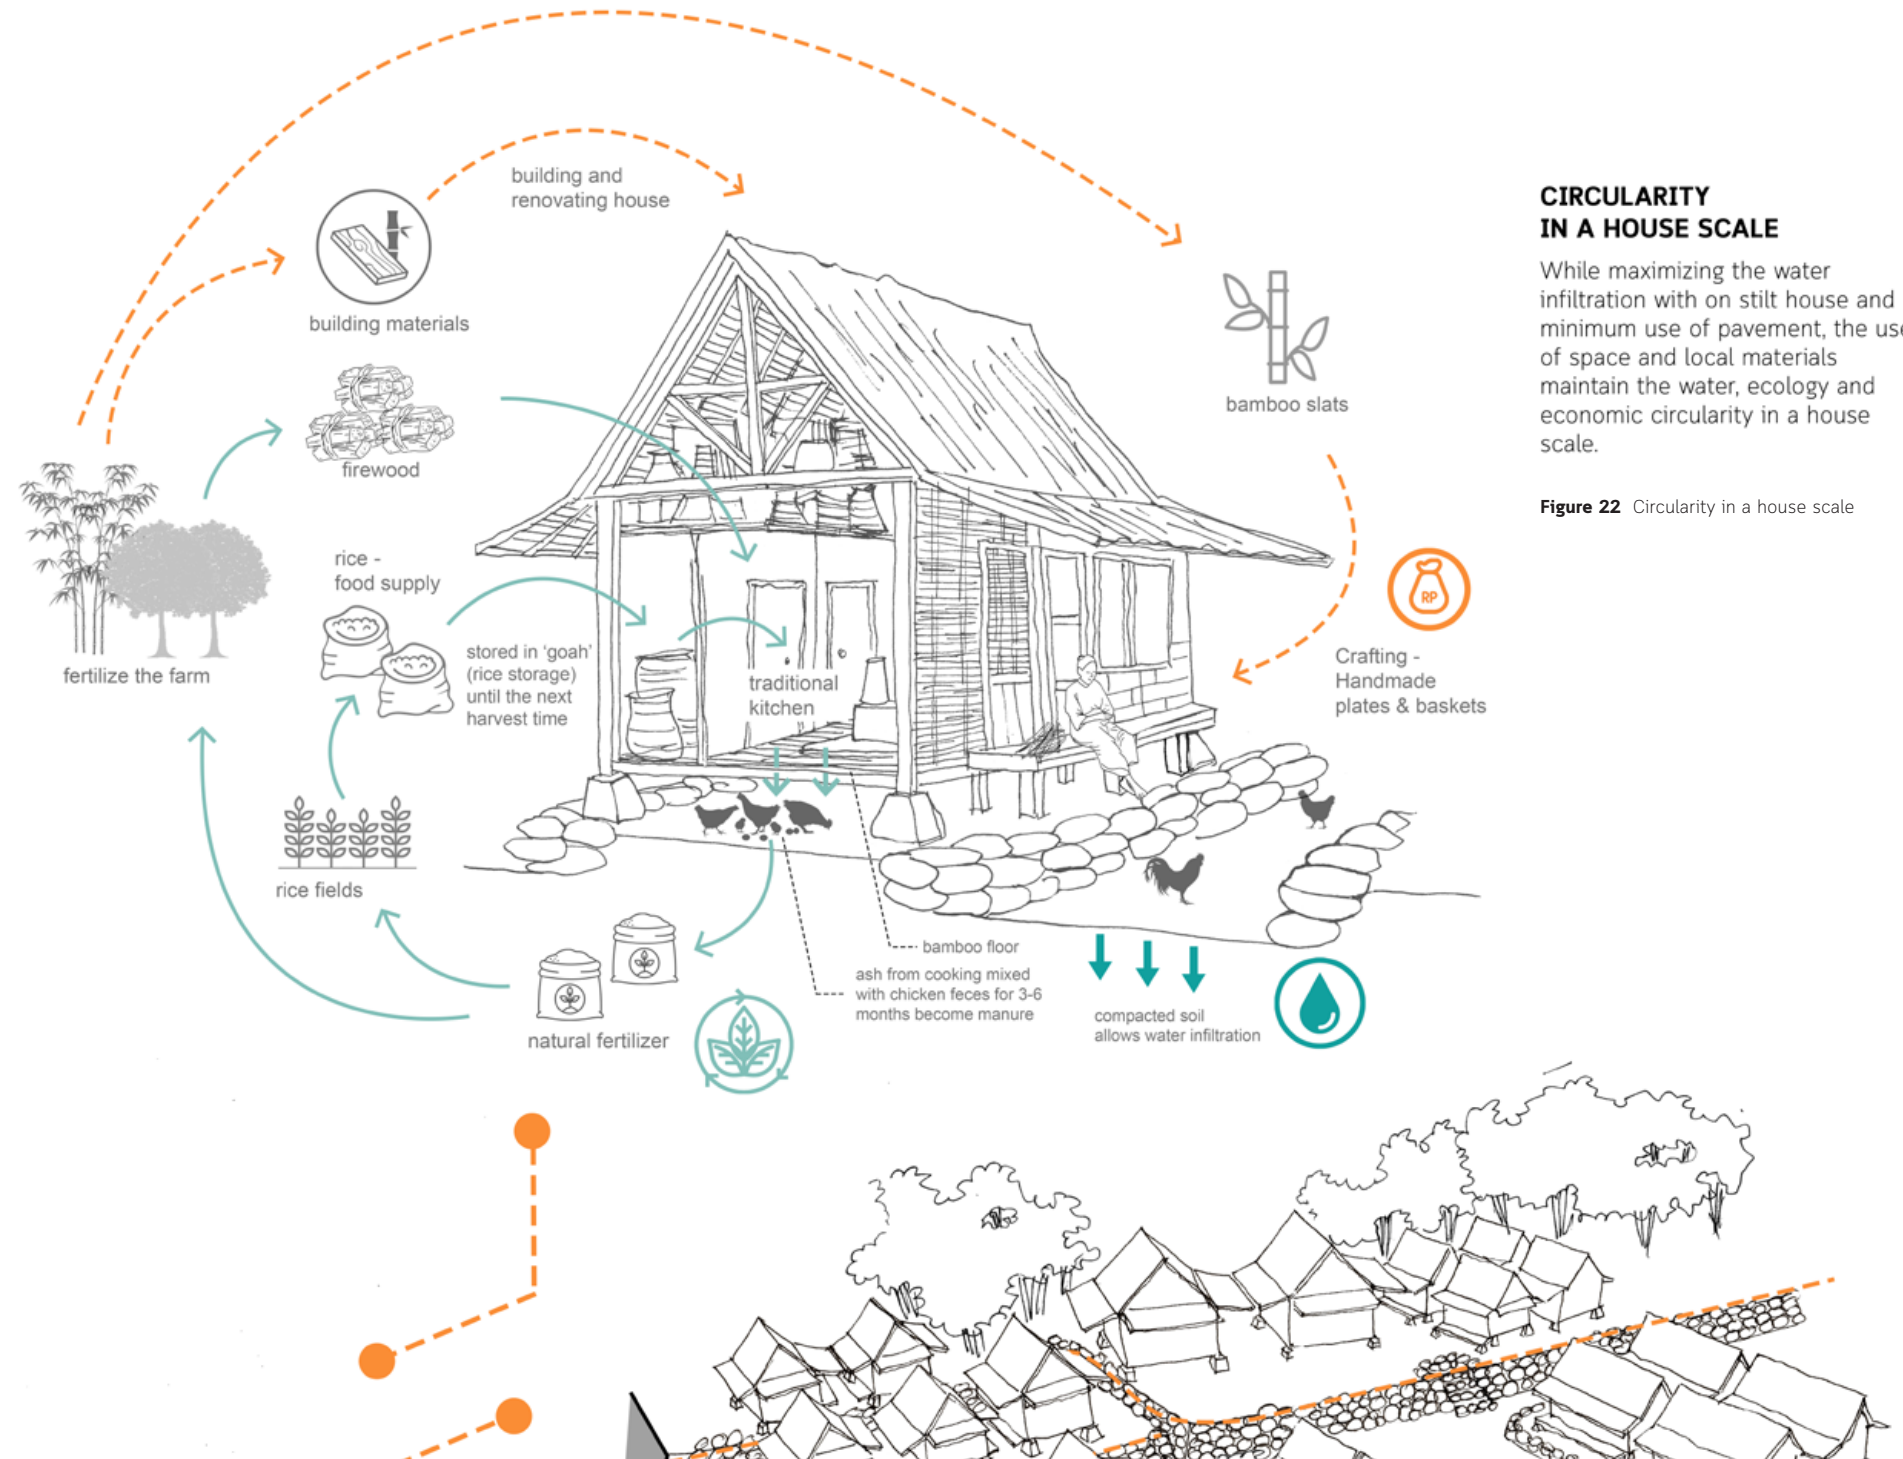 building and
renovating house
building materials
firewood
rice -
food supply
stored in 'goah'
(rice storage)
until the next
harvest time
traditional
kitchen
fertilize the farm
rice fields
natural fertilizer
bamboo floor
ash from cooking mixed
with chicken feces for 3-6
months become manure
compacted soil
allows water infiltration
bamboo slats
RP
Crafting -
Handmade
plates & baskets
CIRCULARITY
IN A HOUSE SCALE
While maximizing the water
infiltration with on stilt house and
minimum use of pavement, the use
of space and local materials
maintain the water, ecology and
economic circularity in a house
scale.
Figure 22 Circularity in a house scale